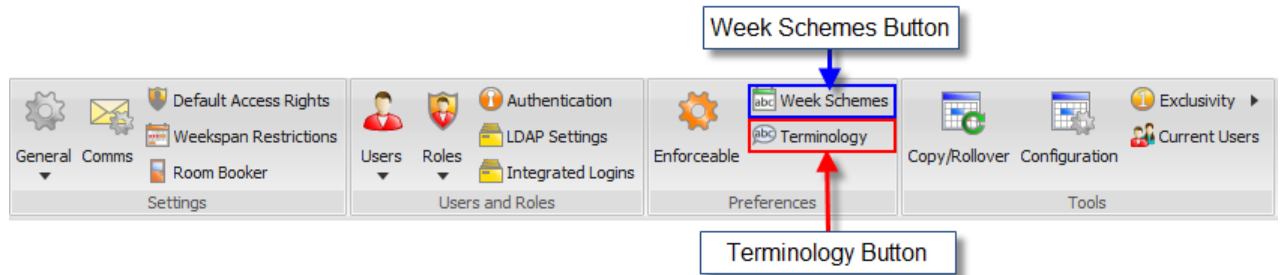 Week Schemes Button
Default Access Rights
Weekspan Restrictions
Room Booker
General
Comms
Settings
Authentication
LDAP Settings
Integrated Logins
Users
Roles
Users and Roles
Week Schemes
Terminology
Enforceable
Preferences
Exclusivity
Current Users
Copy/Rollover
Configuration
Tools
Terminology Button